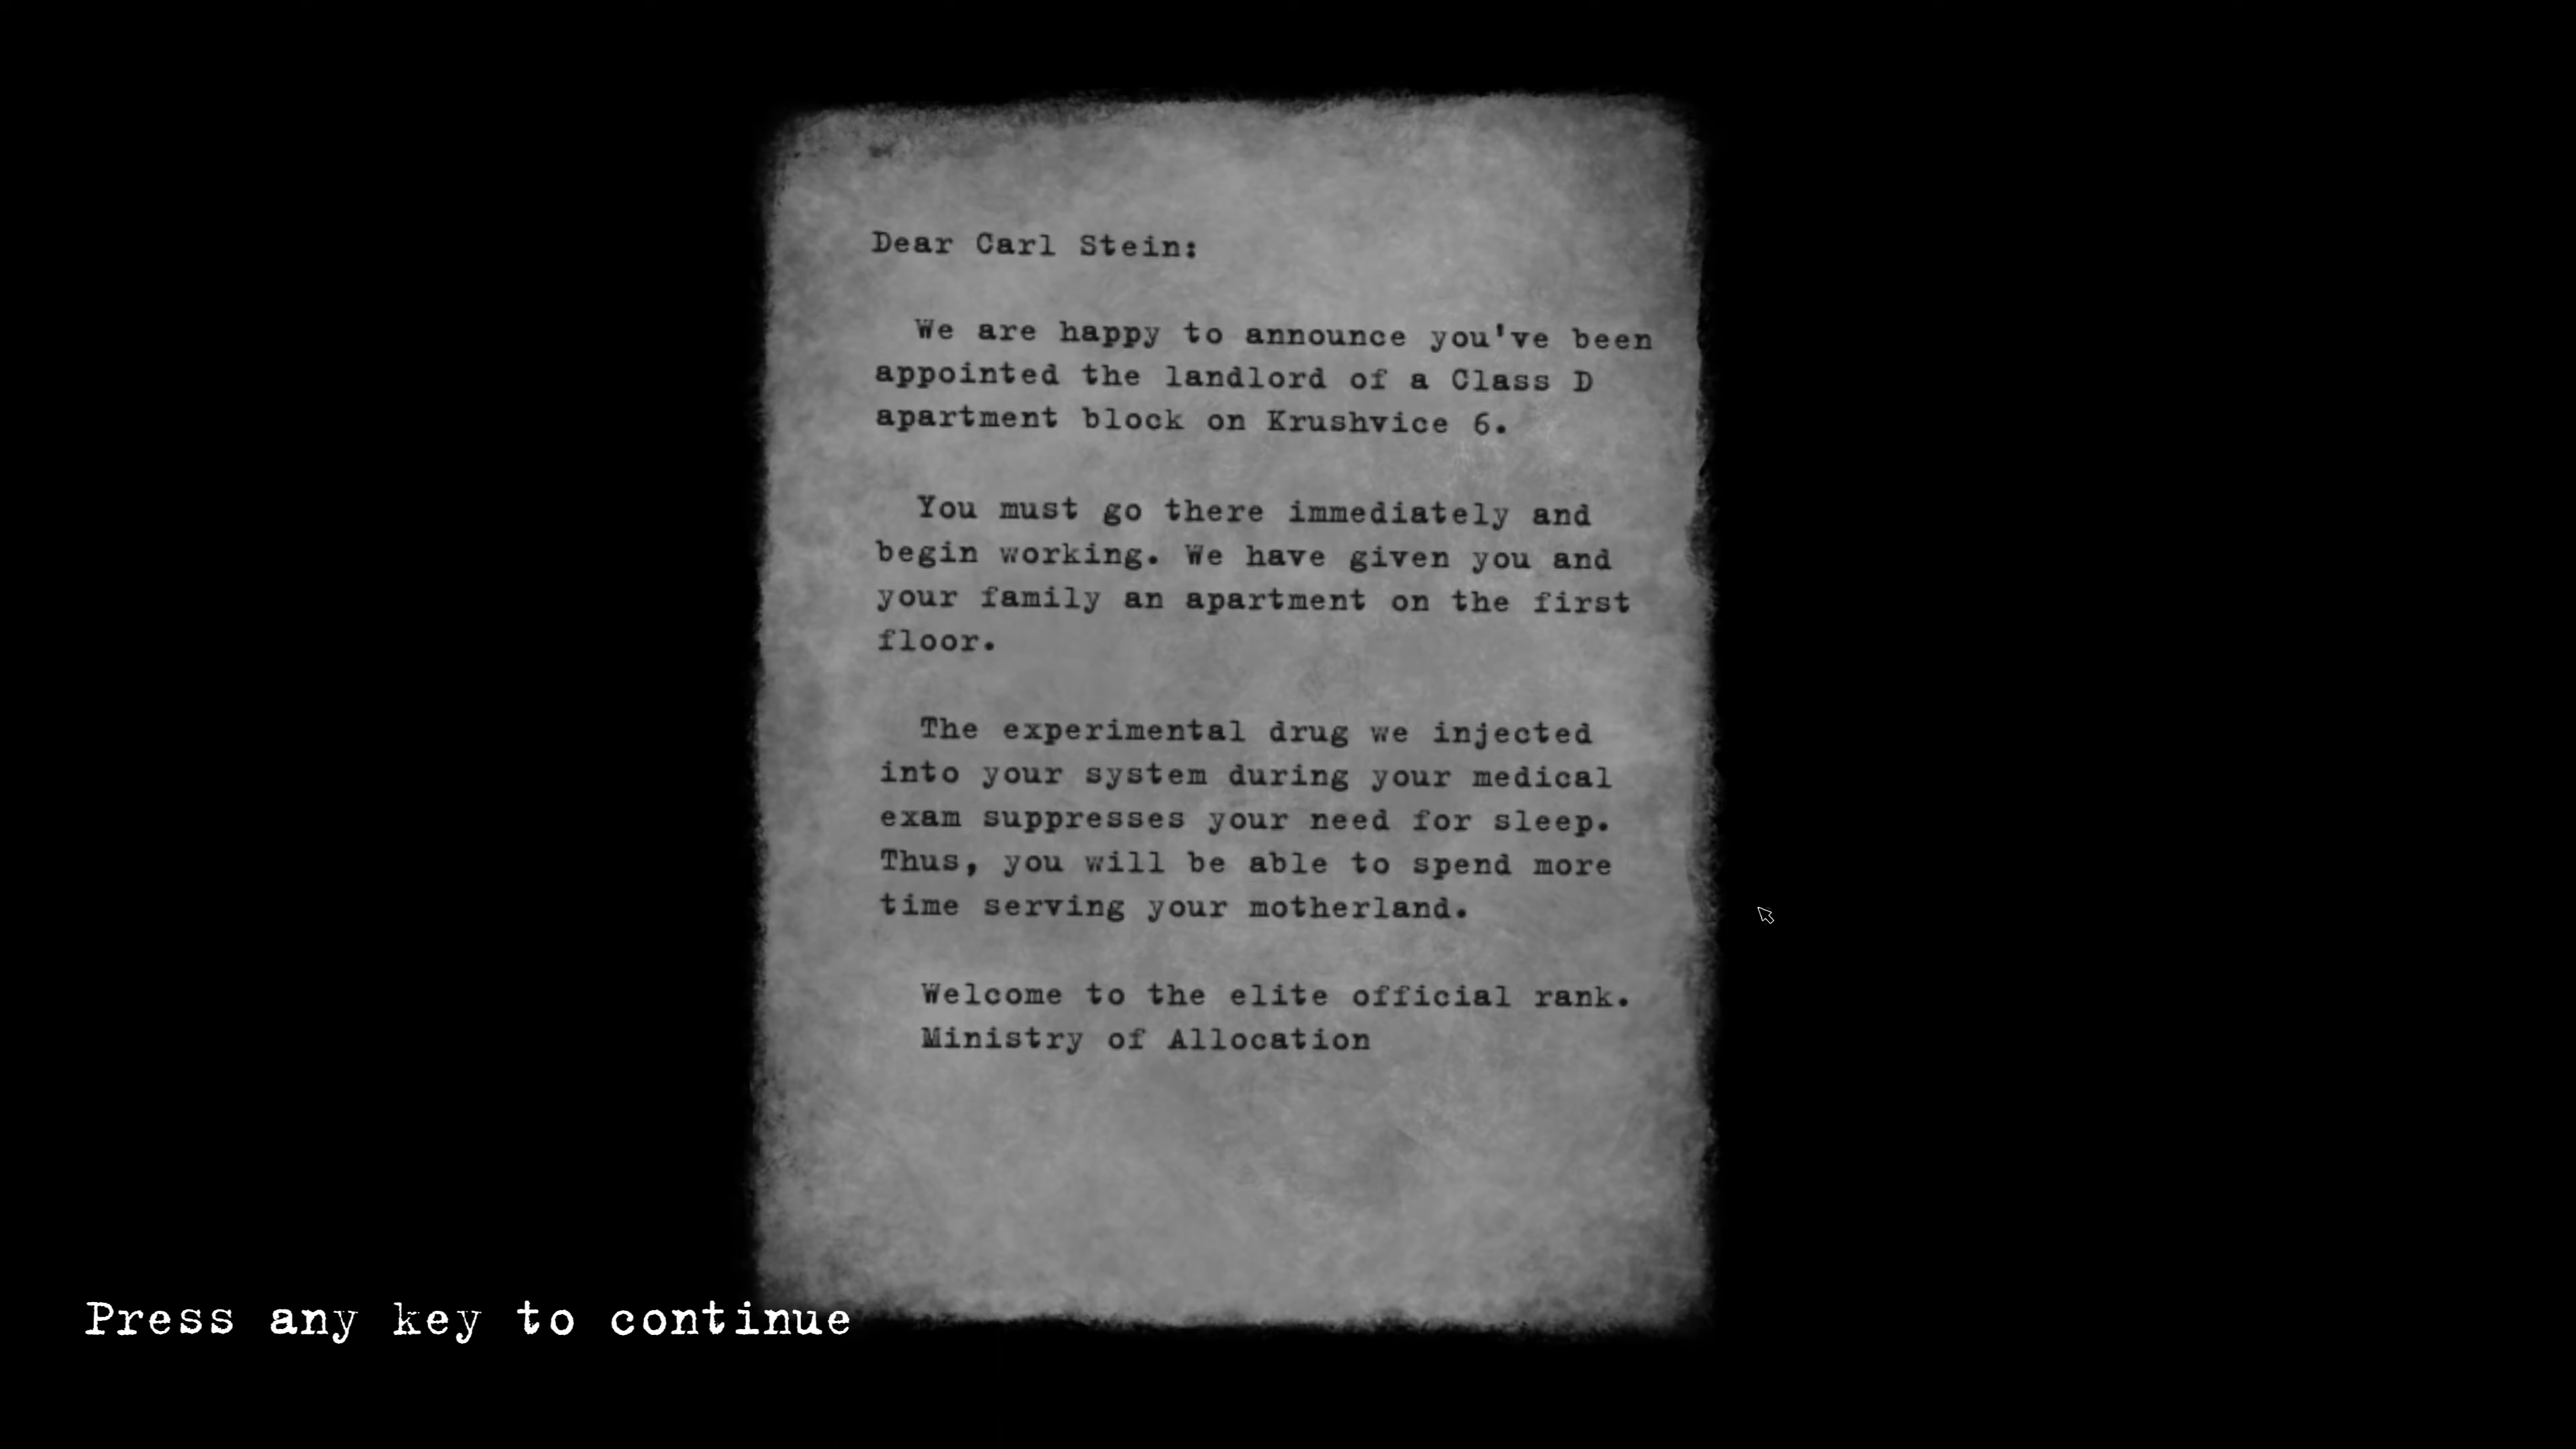 Dear Carl Stein:
We are happy to announce you've been
appointed the landlord of a Class D
apartment block on Krushvice 6.
You must go there immediately and
begin working. We have given you and
your family an apartment on the first
floor.
The experimental drug we injected
into your system during your medical
exam suppresses your need for sleep.
Thus, you will be able to spend more
time serving your motherland.
Welcome to the elite official rank.
Ministry of Allocation
Press any key to continue